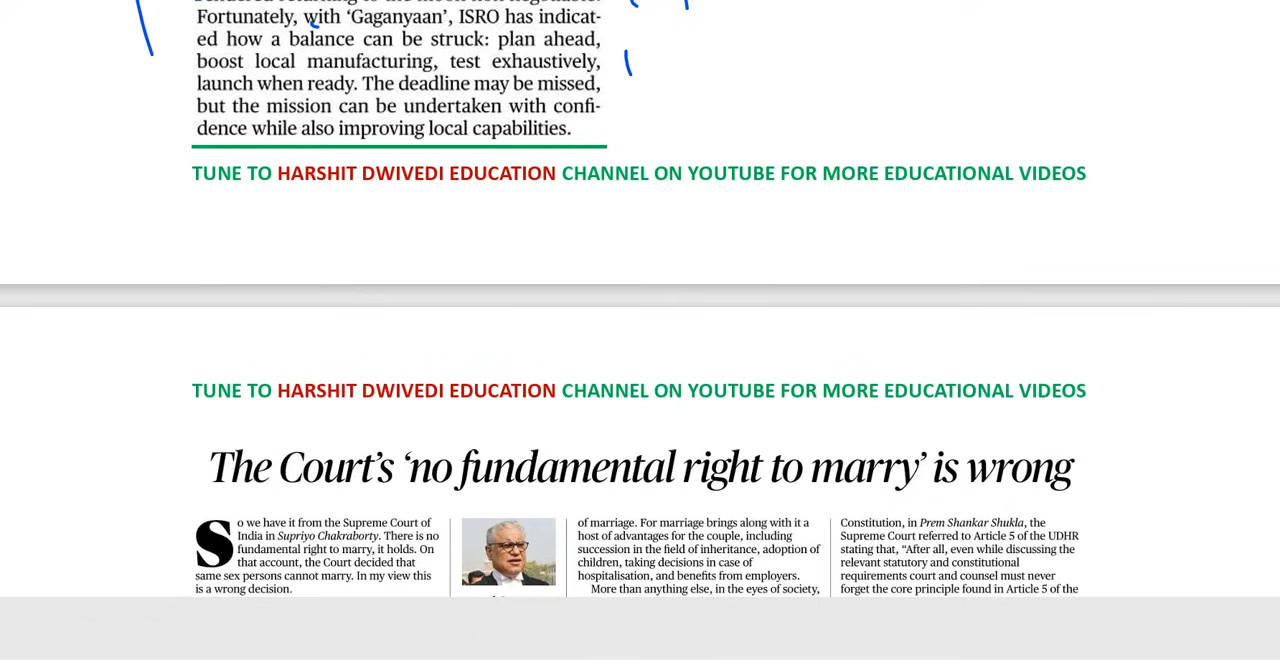 Fortunately, with ‘Gaganyaan’, ISRO has indicat-
ed how a balance can be struck: plan ahead,
boost local manufacturing, test exhaustively,
launch when ready. The deadline may be missed,
but the mission can be undertaken with confi-
dence while also improving local capabilities.
TUNE TO HARSHIT DWIVEDI EDUCATION CHANNEL ON YOUTUBE FOR MORE EDUCATIONAL VIDEOS
TUNE TO HARSHIT DWIVEDI EDUCATION CHANNEL ON YOUTUBE FOR MORE EDUCATIONAL VIDEOS
The Court’s ‘no fundamental right to marry’ is wrong
So we have it from the Supreme Court of
India in Supriyo Chakraborty. There is no
fundamental right to marry, it holds. On
that account, the Court decided that
same sex persons cannot marry. In my view this
is a wrong decision.
of marriage. For marriage brings along with it a
host of advantages for the couple, including
succession in the field of inheritance, adoption of
children, taking decisions in case of
hospitalisation, and benefits from employers.
More than anything else, in the eyes of society,
Constitution, in Prem Shankar Shukla, the
Supreme Court referred to Article 5 of the UDHR
stating that, “After all, even while discussing the
relevant statutory and constitutional
requirements court and counsel must never
forget the core principle found in Article 5 of the